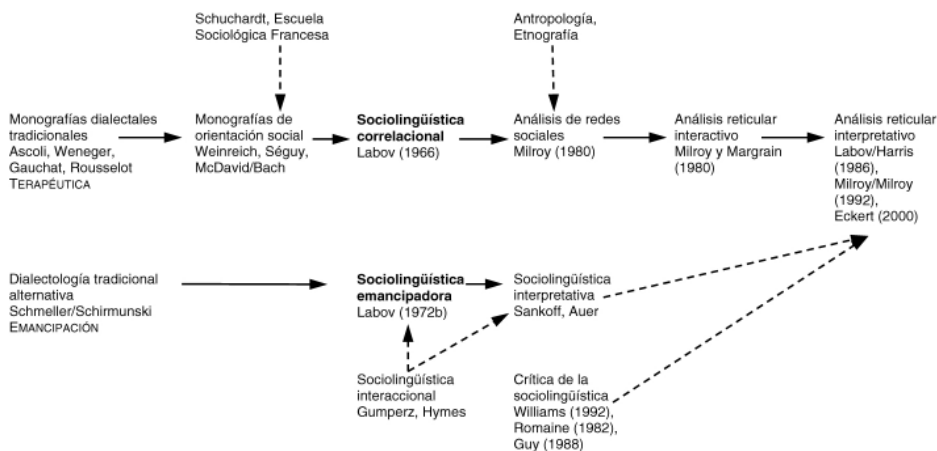 Schuchardt, Escuela
Sociológica Francesa
Antropología,
Etnografía
Monografías dialectales
tradicionales
Ascoli, Weneger,
Gauchat, Rousselot
TERAPÉUTICA
Monografías de
orientación social
Weinreich, Séguy,
McDavid/Bach
Sociolingüística
correlacional
Labov (1966)
Análisis de redes
sociales
Milroy (1980)
Análisis reticular
interactivo
Milroy y Margrain
(1980)
Análisis reticular
interpretativo
Labov/Harris
(1986),
Milroy/Milroy
(1992),
Eckert (2000)
Dialectología tradicional
alternativa
Schmeller/Schirmunski
EMANCIPACIÓN
Sociolingüística
emancipadora
Labov (1972b)
Sociolingüística
interpretativa
Sankoff, Auer
Sociolingüística
interaccional
Gumperz, Hymes
Crítica de la
sociolingüística
Williams (1992),
Romaine (1982),
Guy (1988)